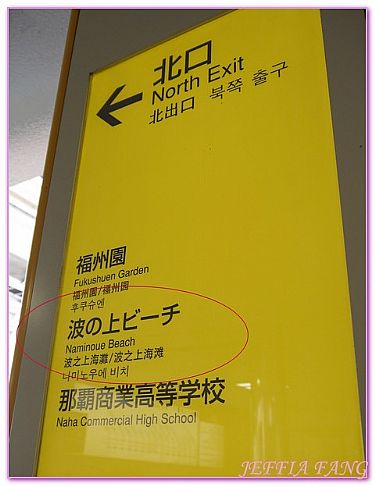 北口
North Exit
北出口 북쪽 출구
福州園
Fukushuen Garden
福州園/福州园
후쿠슈엔
波の上ビーチ
Naminoue Beach
波之上海灘/波之上海滩
나미노우에 비치
那覇商業高等学校
Naha Commercial High School
JEFFIA FANG